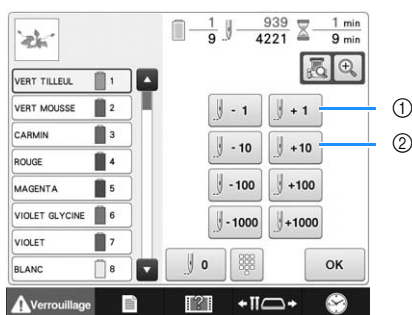 1 939 1 min
9 4221 9 min
VERT TILLEUL 1
VERT MOUSSE 2
CARMIN 3
ROUGE 4
MAGENTA 5
VIOLET GLYCINE 6
VIOLET 7
BLANC 8
- 1 + 1 ①
- 10 +10 ②
- 100 +100
- 1000 +1000
0 OK
Verrouillage ?